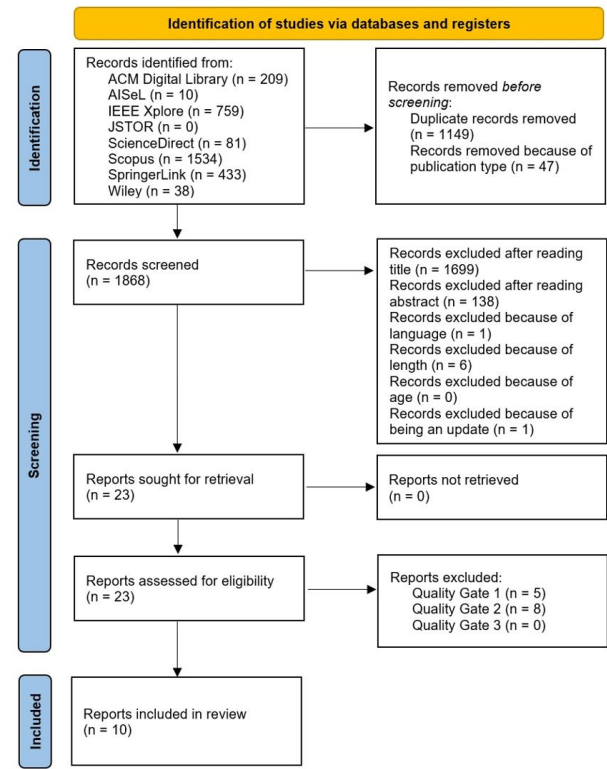 Identification of studies via databases and registers
Identification
Records identified from:
ACM Digital Library (n = 209)
AISeL (n = 10)
IEEE Xplore (n = 759)
JSTOR (n = 0)
ScienceDirect (n = 81)
Scopus (n = 1534)
SpringerLink (n = 433)
Wiley (n = 38)
Records removed before
screening:
Duplicate records removed
(n = 1149)
Records removed because of
publication type (n = 47)
Screening
Records screened
(n = 1868)
Records excluded after reading
title (n = 1699)
Records excluded after reading
abstract (n = 138)
Records excluded because of
language (n = 1)
Records excluded because of
length (n = 6)
Records excluded because of
age (n = 0)
Records excluded because of
being an update (n = 1)
Reports sought for retrieval
(n = 23)
Reports not retrieved
(n = 0)
Reports assessed for eligibility
(n = 23)
Reports excluded:
Quality Gate 1 (n = 5)
Quality Gate 2 (n = 8)
Quality Gate 3 (n = 0)
Included
Reports included in review
(n = 10)